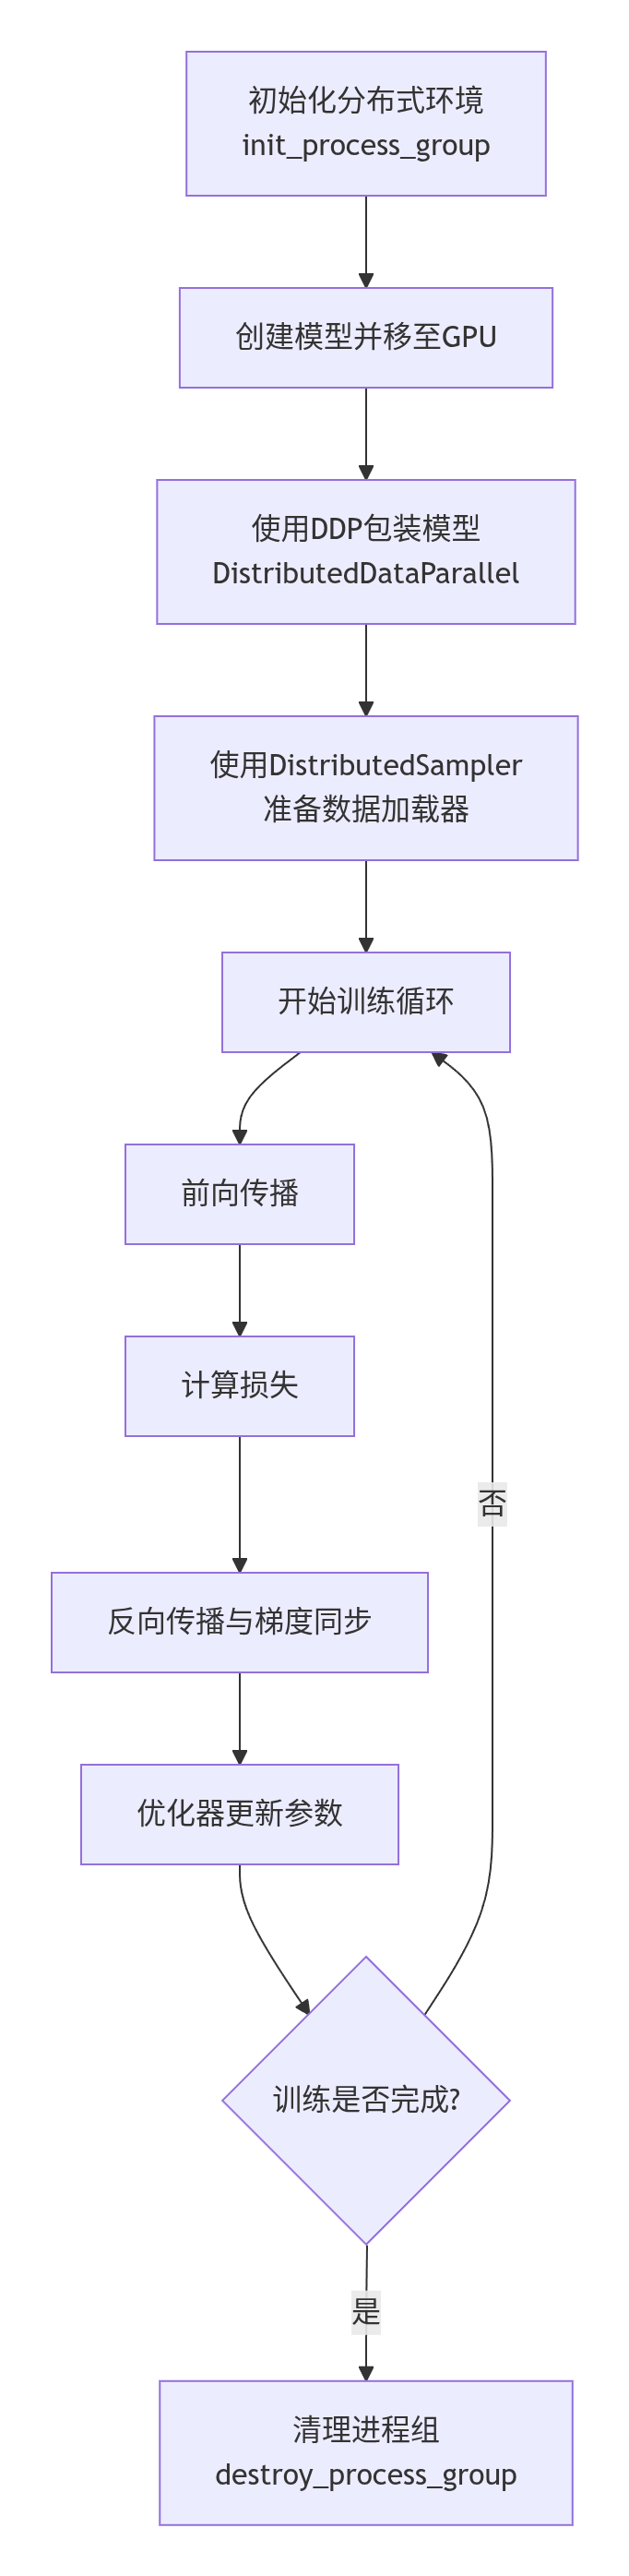 初始化分布式环境
init_process_group
创建模型并移至GPU
使用DDP包装模型
DistributedDataParallel
使用DistributedSampler
准备数据加载器
开始训练循环
前向传播
计算损失
否
反向传播与梯度同步
优化器更新参数
训练是否完成?
是
清理进程组
destroy_process_group